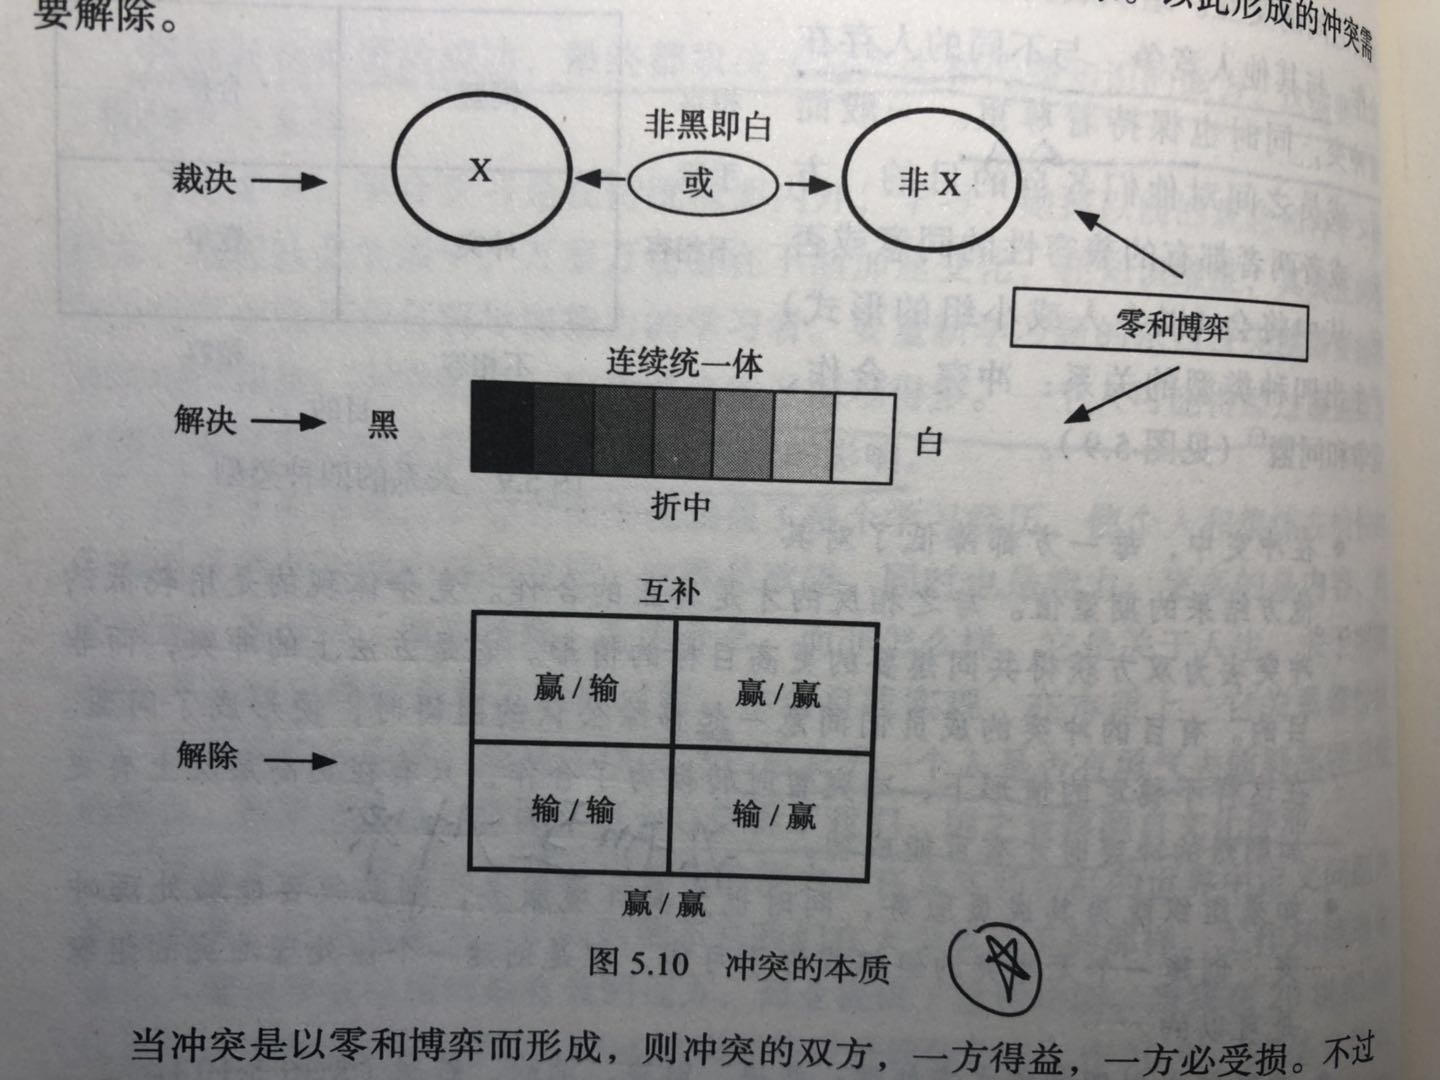 要解除。
以此形成的冲突需
非黑即白
裁决
X
或
非 X
零和博弈
连续统一体
解决
黑
白
折中
互补
赢 / 输
赢 / 赢
解除
输 / 输
输 / 赢
赢 / 赢
图 5.10 冲突的本质
当冲突是以零和博弈而形成，则冲突的双方，一方得益，一方必受损。不过